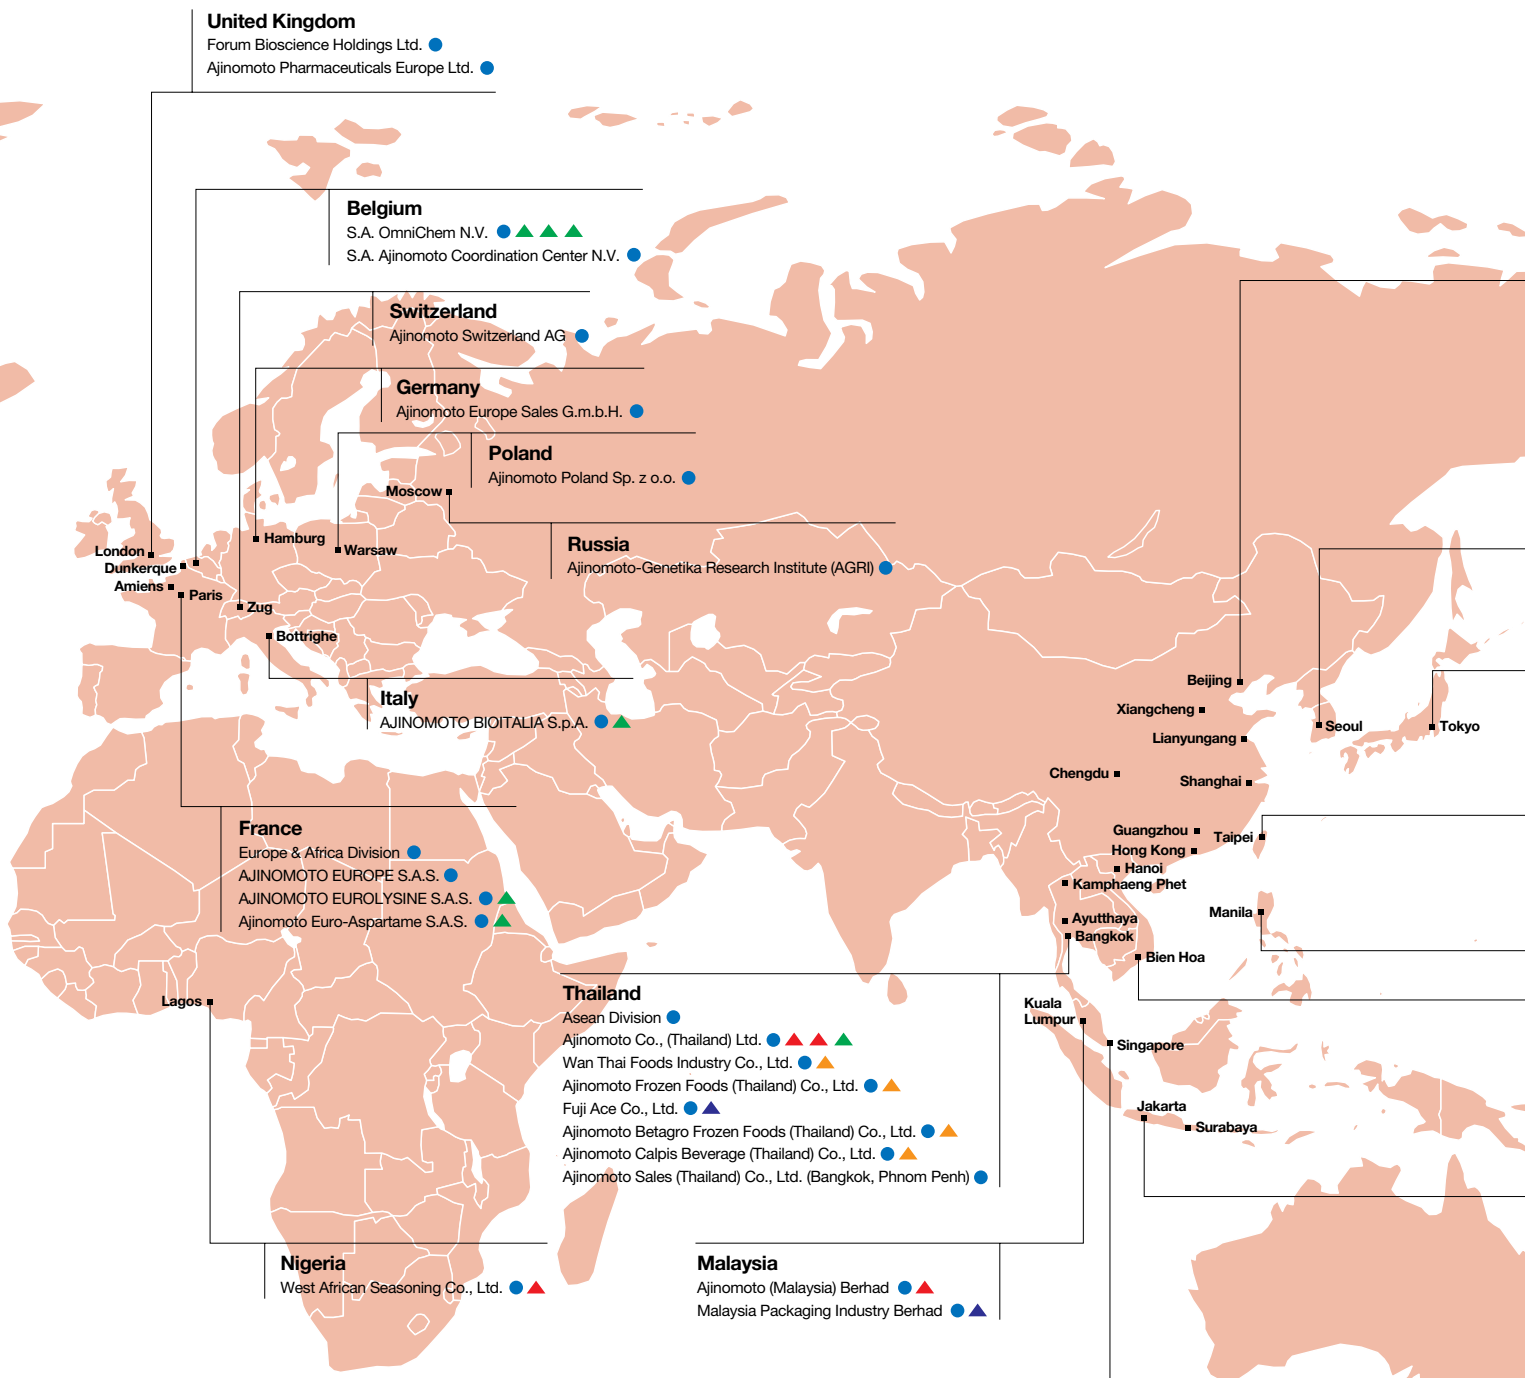 United Kingdom
Forum Bioscience Holdings Ltd.
Ajinomoto Pharmaceuticals Europe Ltd.
Belgium
S.A. OmniChem N.V.
S.A. Ajinomoto Coordination Center N.V.
Switzerland
Ajinomoto Switzerland AG
Germany
Ajinomoto Europe Sales G.m.b.H.
Poland
Ajinomoto Poland Sp. z o.o.
Moscow
Russia
Ajinomoto-Genetika Research Institute (AGRI)
Hamburg
Warsaw
London
Dunkerque
Amiens
Paris
Zug
Bottrighe
Italy
AJINOMOTO BIOITALIA S.p.A.
France
Europe & Africa Division
AJINOMOTO EUROPE S.A.S.
AJINOMOTO EUROLYSINE S.A.S.
Ajinomoto Euro-Aspartame S.A.S.
Beijing
Xiangcheng
Lianyungang
Chengdu
Shanghai
Seoul
Tokyo
Guangzhou
Taipei
Hong Kong
Hanoi
Kamphaeng Phet
Ayutthaya
Bangkok
Manila
Bien Hoa
Lagos
Thailand
Asean Division
Ajinomoto Co., (Thailand) Ltd.
Wan Thai Foods Industry Co., Ltd.
Ajinomoto Frozen Foods (Thailand) Co., Ltd.
Fuji Ace Co., Ltd.
Ajinomoto Betagro Frozen Foods (Thailand) Co., Ltd.
Ajinomoto Calpis Beverage (Thailand) Co., Ltd.
Ajinomoto Sales (Thailand) Co., Ltd. (Bangkok, Phnom Penh)
Kuala
Lumpur
Singapore
Jakarta
Surabaya
Nigeria
West African Seasoning Co., Ltd.
Malaysia
Ajinomoto (Malaysia) Berhad
Malaysia Packaging Industry Berhad